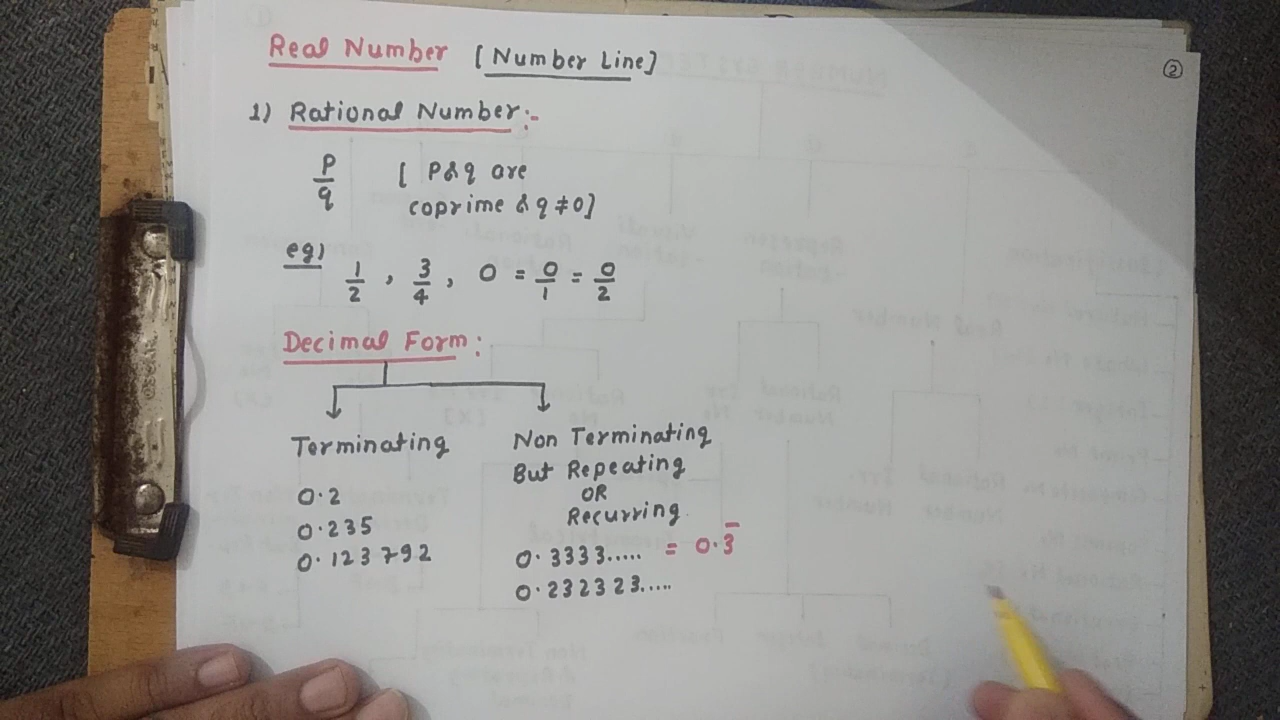 Real Number [Number Line]
2
1) Rational Number :-
P/q [ P & q are
coprime & q ≠ 0]
eg) 1/2 , 3/4 , 0 = 0/1 = 0/2
Decimal Form :
Terminating
0.2
0.235
0.123792
Non Terminating
But Repeating
OR
Recurring
0.3333..... = 0.3̅
0.232323.....